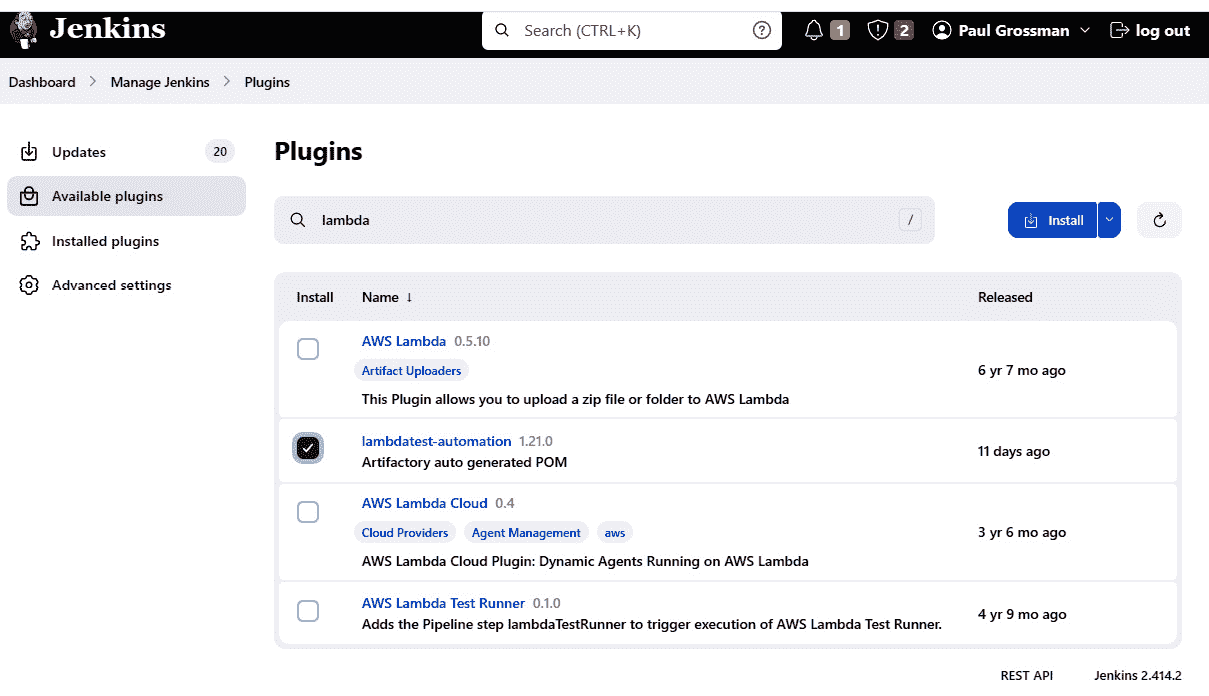 Jenkins
Search (CTRL+K)
?
1
2
Paul Grossman
log out
Dashboard > Manage Jenkins > Plugins
Updates 20
Available plugins
Installed plugins
Advanced settings
Plugins
lambda /
Install
Install Name ↓ Released
AWS Lambda 0.5.10
Artifact Uploaders
6 yr 7 mo ago
This Plugin allows you to upload a zip file or folder to AWS Lambda
lambdatest-automation 1.21.0
11 days ago
Artifactory auto generated POM
AWS Lambda Cloud 0.4
Cloud Providers Agent Management aws
3 yr 6 mo ago
AWS Lambda Cloud Plugin: Dynamic Agents Running on AWS Lambda
AWS Lambda Test Runner 0.1.0
4 yr 9 mo ago
Adds the Pipeline step lambdaTestRunner to trigger execution of AWS Lambda Test Runner.
REST API Jenkins 2.414.2